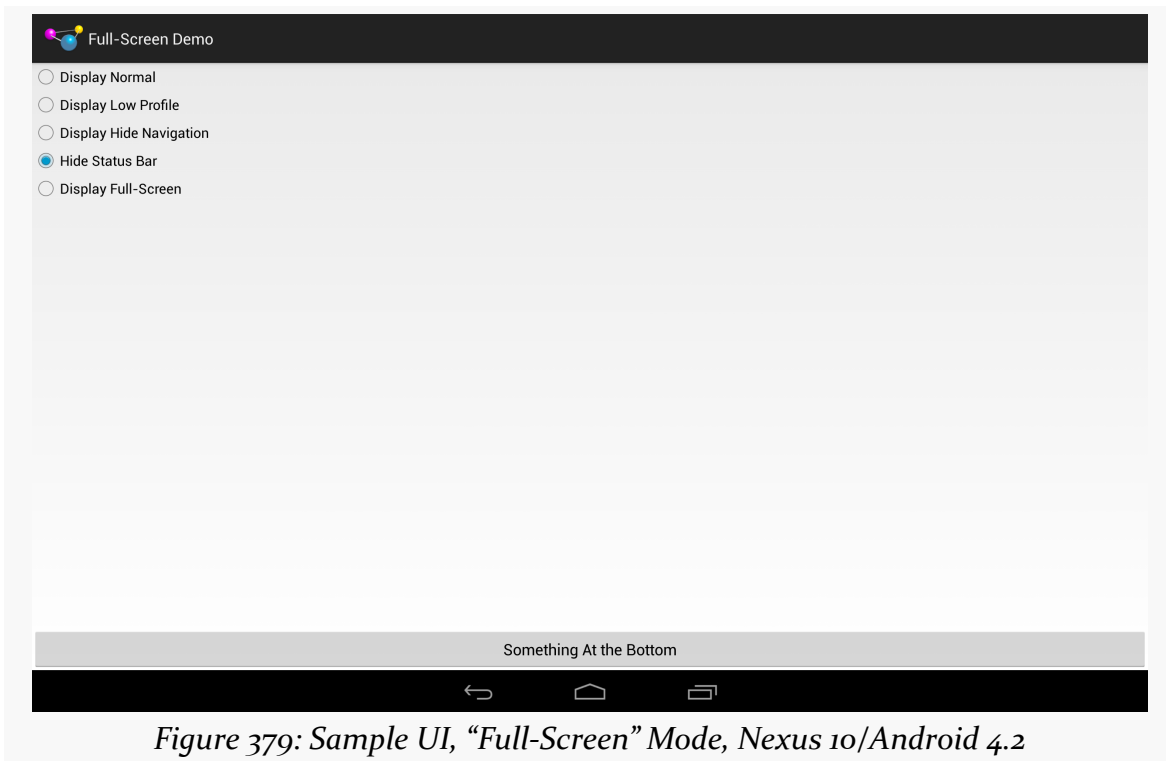 Full-Screen Demo
Display Normal
Display Low Profile
Display Hide Navigation
Hide Status Bar
Display Full-Screen
Something At the Bottom
Figure 379: Sample UI, “Full-Screen” Mode, Nexus 10/Android 4.2